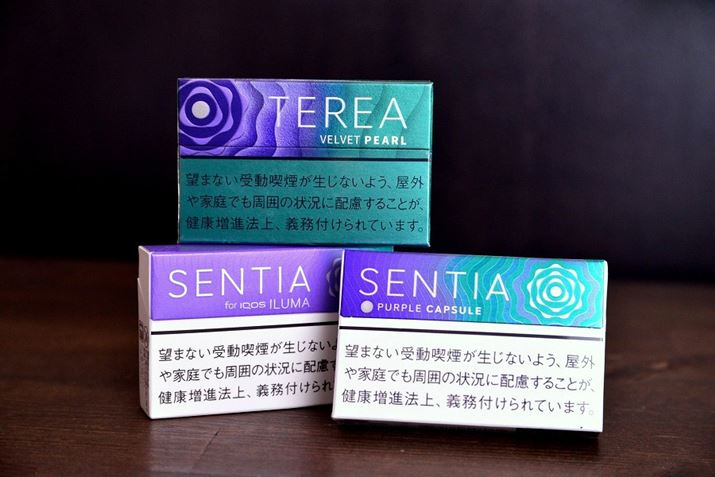 TEREA
VELVET PEARL
望まない受動喫煙が生じないよう、屋外
や家庭でも周囲の状況に配慮することが、
健康増進法上、義務付けられています。
SENTIA
for IQOS ILUMA
望まない受動喫煙が生じないよ
や家庭でも周囲の状況に配慮す
健康増進法上、義務付けられ
SENTIA
PURPLE CAPSULE
望まない受動喫煙が生じないよう、屋外
や家庭でも周囲の状況に配慮することが、
健康増進法上、義務付けられています。